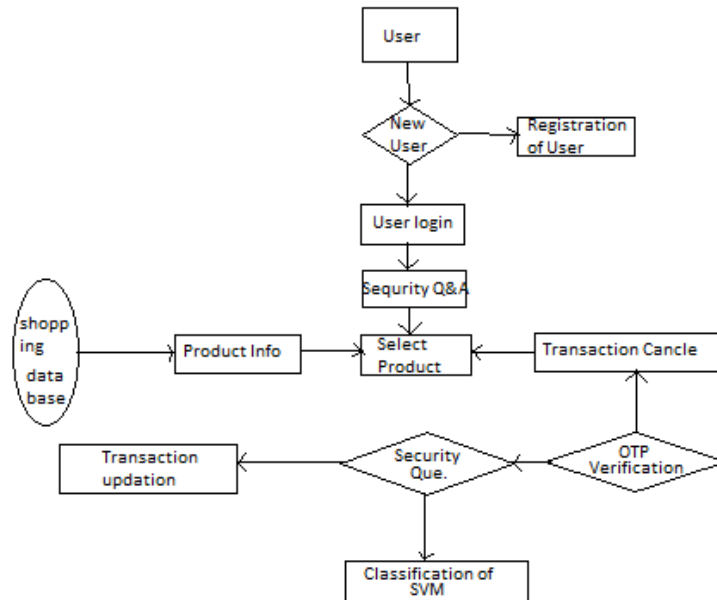 User
New
User
Registration
of User
User login
Sequrity Q&A
shopp
ing
data
base
Product Info
Select
Product
Transaction Cancle
Transaction
updation
Security
Que.
OTP
Verification
Classification of
SVM